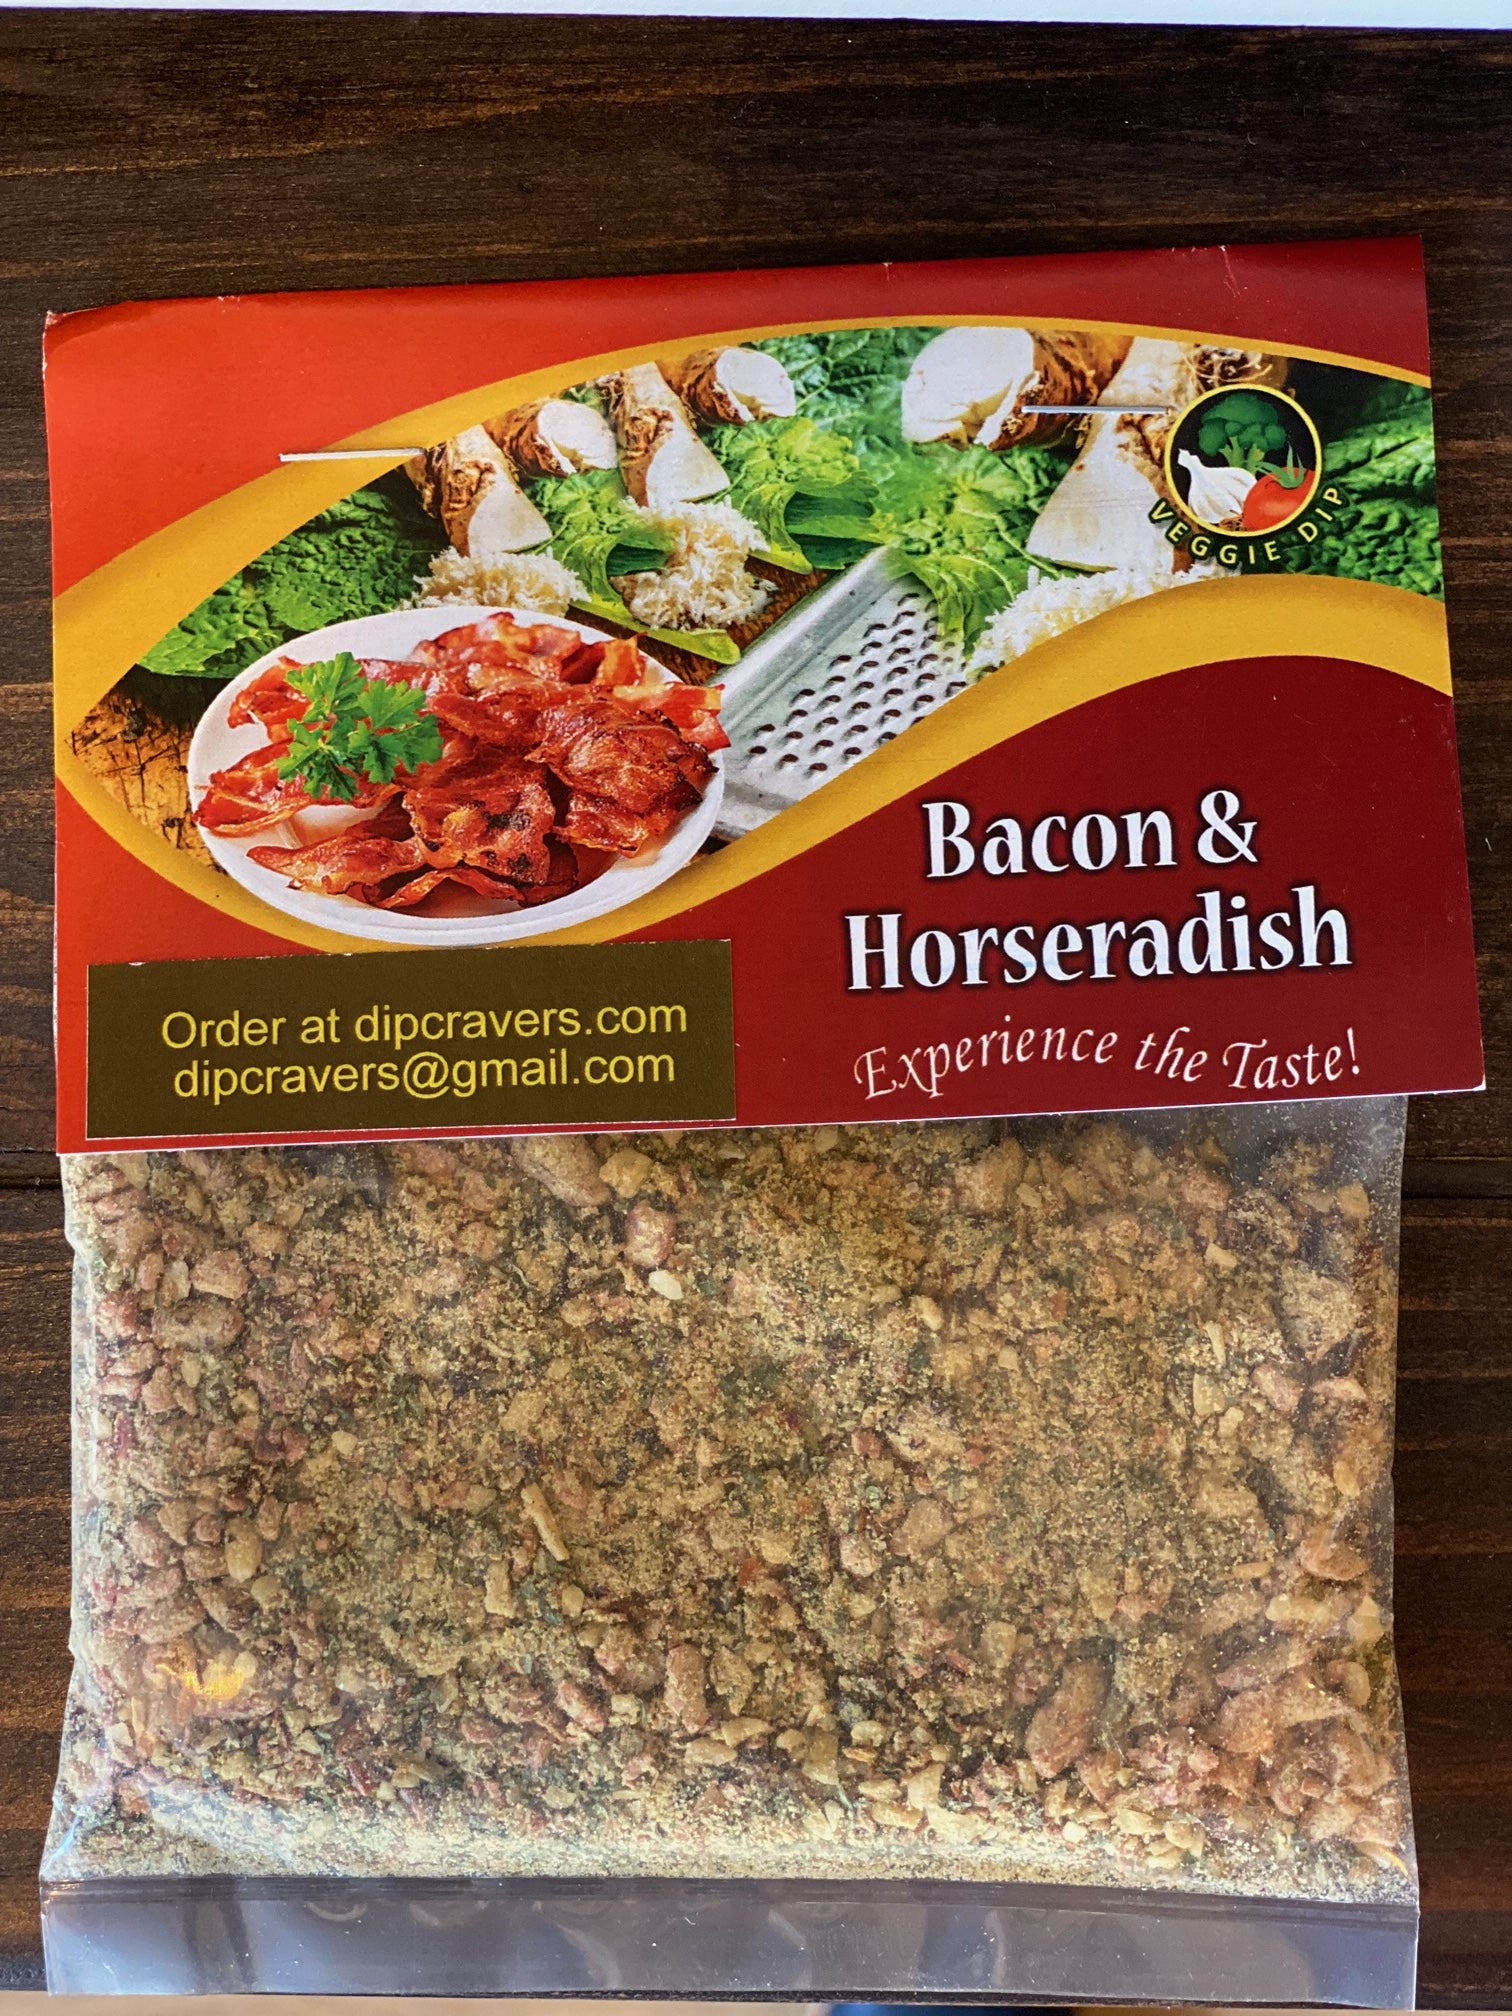 VEGGIE DIP
Bacon &
Horseradish
Experience the Taste!
Order at dipcravers.com
dipcravers@gmail.com